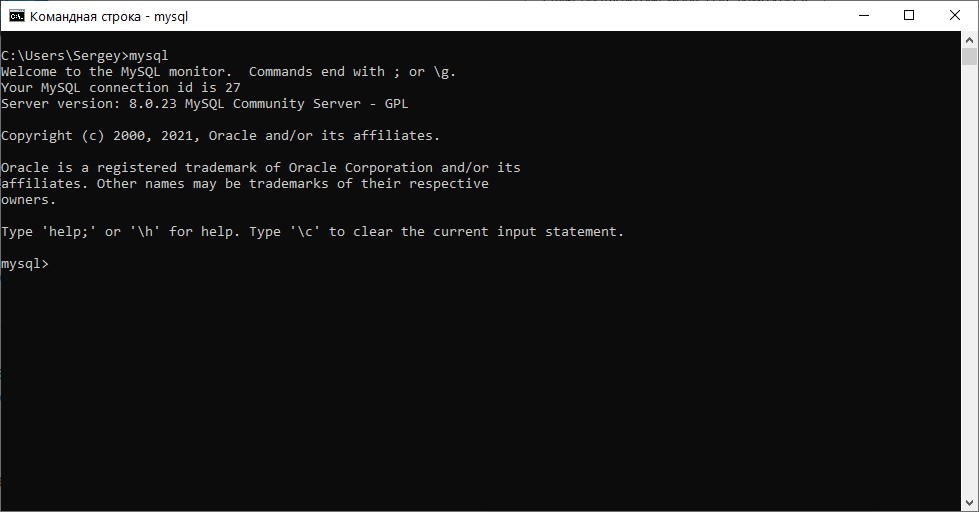 Командная строка - mysql
C:\Users\Sergey>mysql
Welcome to the MySQL monitor.  Commands end with ; or \g.
Your MySQL connection id is 27
Server version: 8.0.23 MySQL Community Server - GPL
Copyright (c) 2000, 2021, Oracle and/or its affiliates.
Oracle is a registered trademark of Oracle Corporation and/or its
affiliates. Other names may be trademarks of their respective
owners.
Type 'help;' or '\h' for help. Type '\c' to clear the current input statement.
mysql>